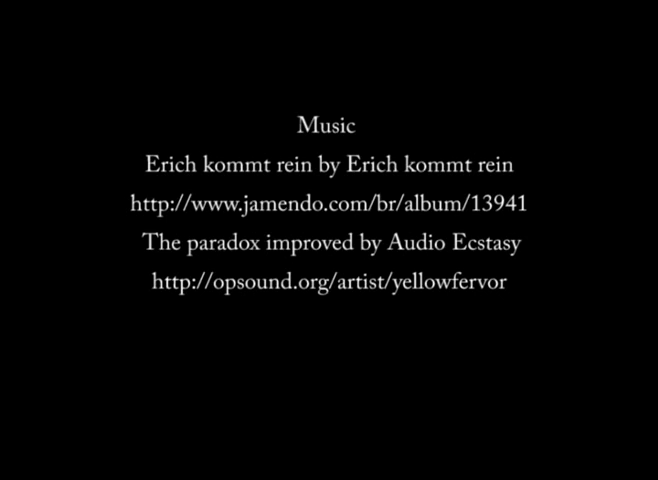 Music
Erich kommt rein by Erich kommt rein
http://www.jamendo.com/br/album/13941
The paradox improved by Audio Ecstasy
http://opsound.org/artist/yellowfervor